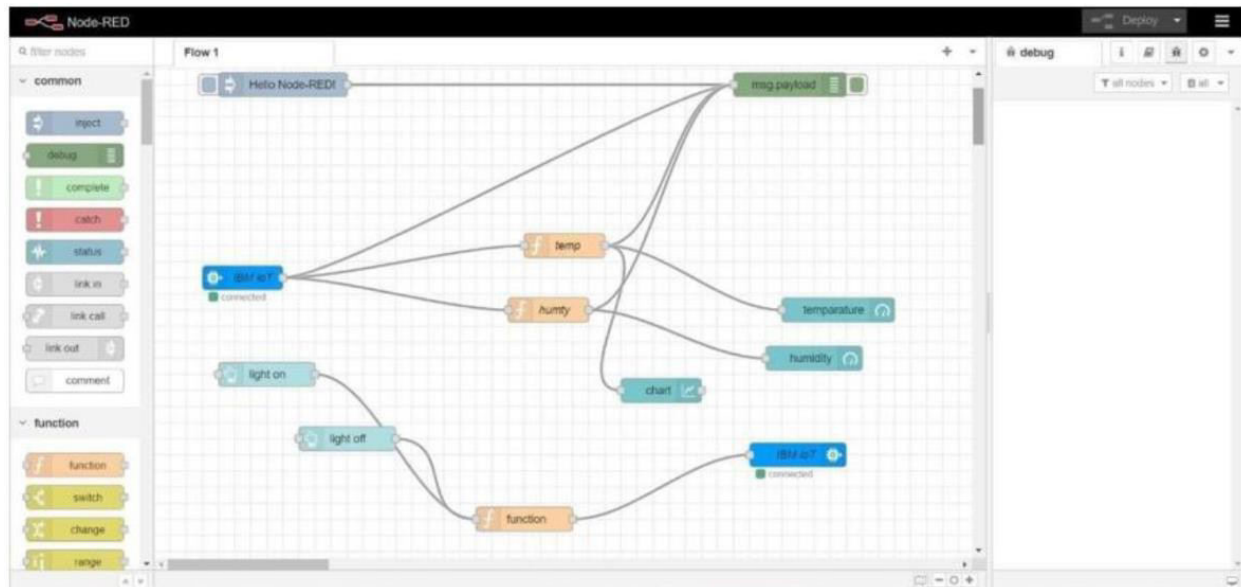 Node-RED
Deploy
filter nodes
Flow 1
debug
i
common
all nodes
all
Hello Node-RED!
msg.payload
inject
debug
complete
catch
status
link in
link call
link out
comment
temp
IBM IoT
connected
humty
temparature
humidity
light on
chart
function
light off
IBM IoT
connected
function
switch
change
range
function